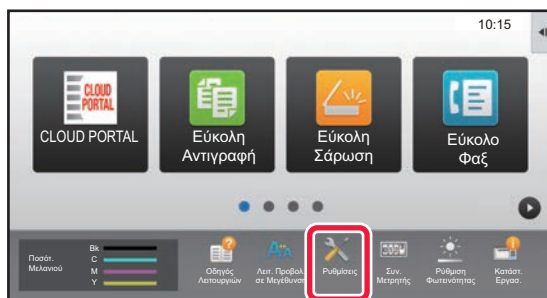 10:15
CLOUD
PORTAL
CLOUD PORTAL
Εύκολη
Αντιγραφή
Εύκολη
Σάρωση
Εύκολο
Φαξ
Ποσότ.
Μελανιού
Bk
C
M
Y
Οδηγός
Λειτουργιών
Λειτ. Προβολ
σε Μεγέθυνση
Ρυθμίσεις
Συν.
Μετρητής
Ρύθμιση
Φωτεινότητας
Κατάστ.
Εργασ.